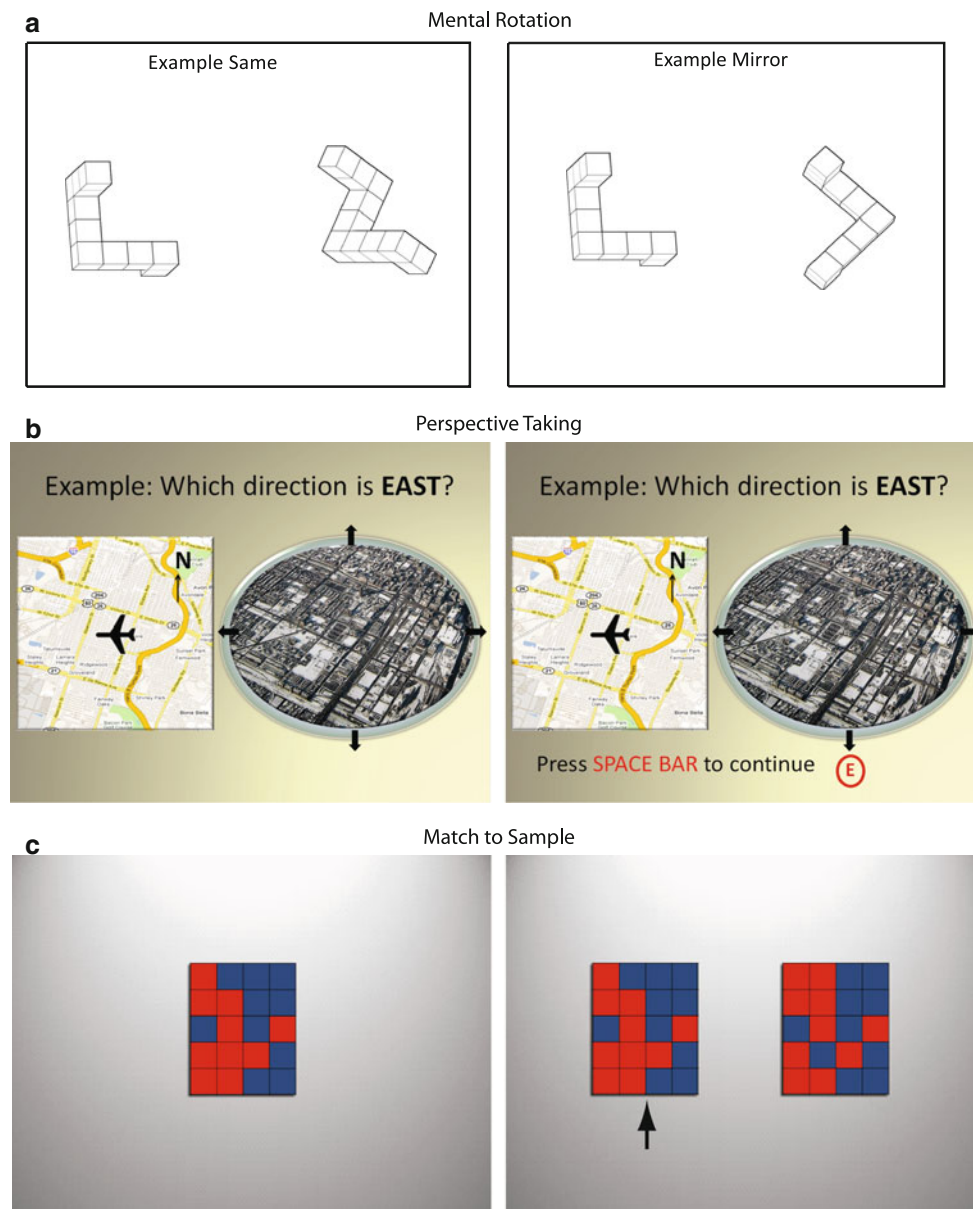 a
Mental Rotation
Example Same
Example Mirror
b
Perspective Taking
Example: Which direction is EAST?
N
Example: Which direction is EAST?
N
Press SPACE BAR to continue
E
c
Match to Sample